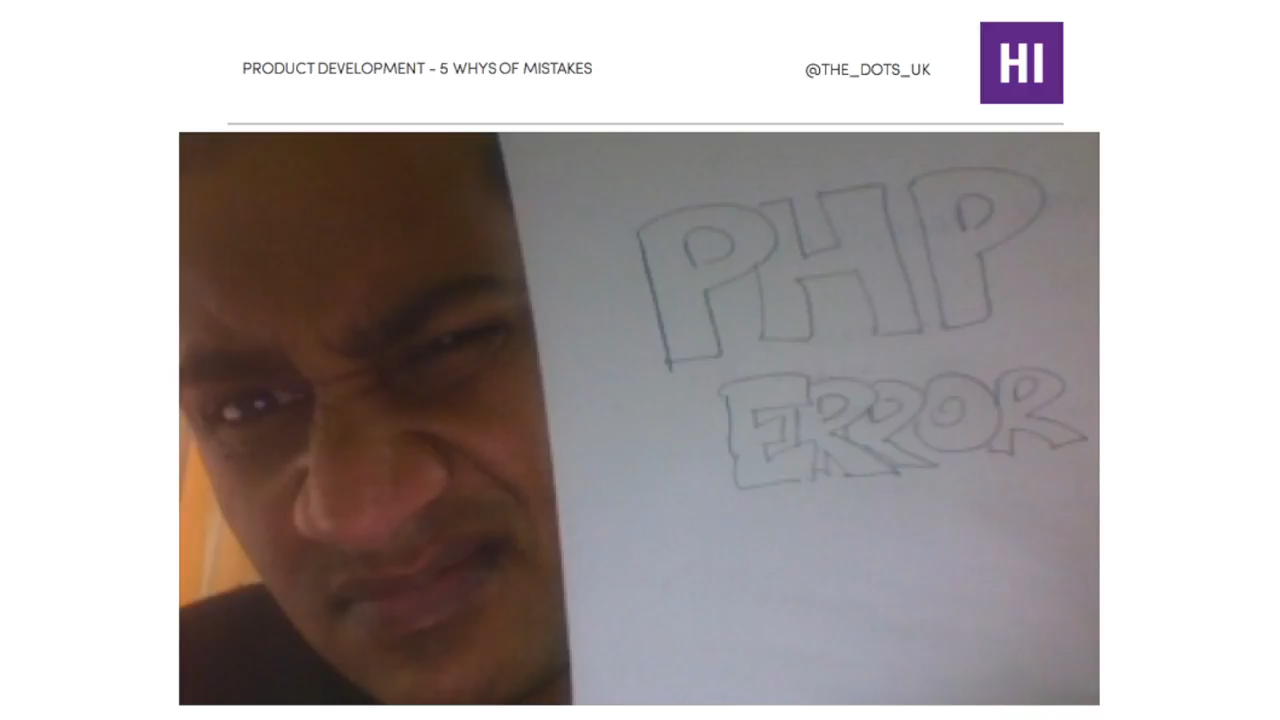 PRODUCT DEVELOPMENT - 5 WHYS OF MISTAKES
@THE_DOTS_UK
HI
PHP
ERROR